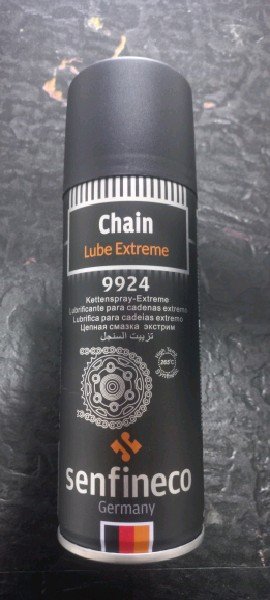 Chain
Lube Extreme
9924
Kettenspray-Extreme
Lubrificante para cadenas extremo
Lubrifica para cadeias extremo
Цепная смазка экстрим
تزييت السنجل
senfineco
Germany